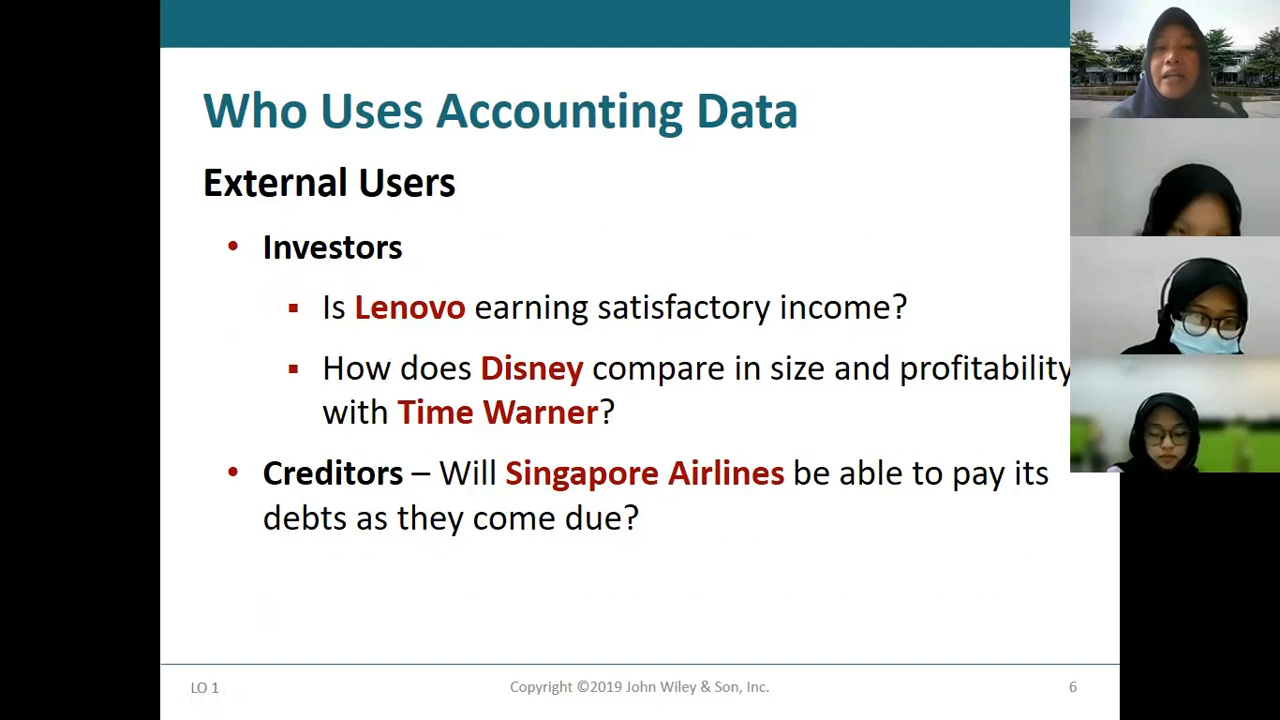 Who Uses Accounting Data
External Users
• Investors
▪ Is Lenovo earning satisfactory income?
▪ How does Disney compare in size and profitability
with Time Warner?
• Creditors – Will Singapore Airlines be able to pay its
debts as they come due?
LO 1
Copyright ©2019 John Wiley & Son, Inc.
6